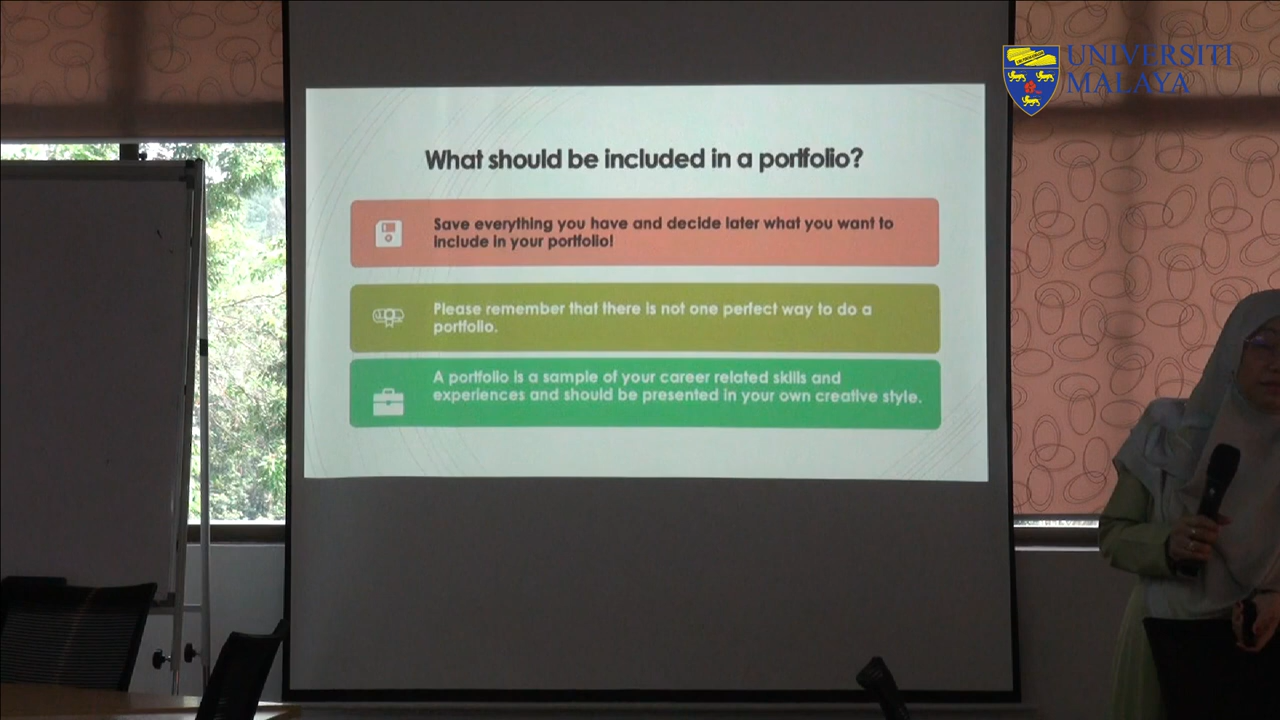 UNIVERSITI
MALAYA
What should be included in a portfolio?
Save everything you have and decide later what you want to
include in your portfolio!
Please remember that there is not one perfect way to do a
portfolio.
A portfolio is a sample of your career related skills and
experiences and should be presented in your own creative style.